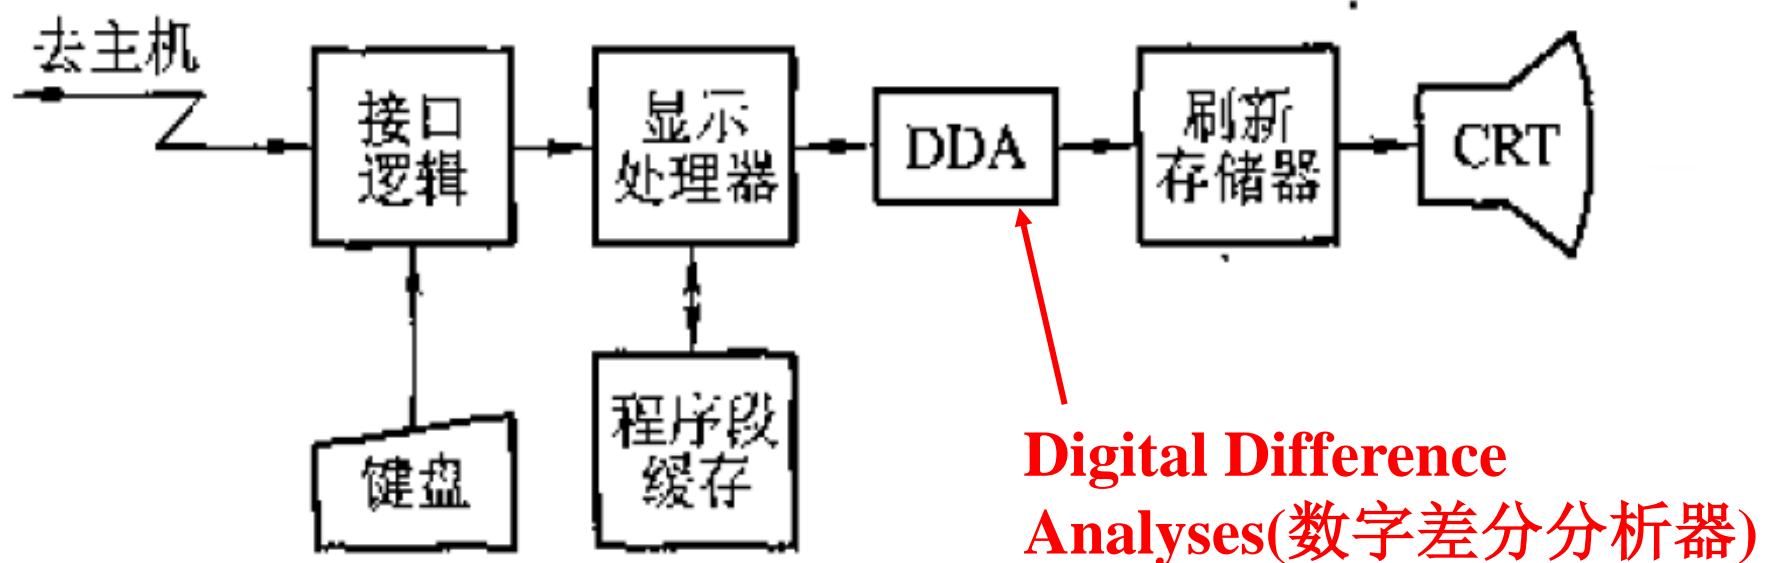 去主机
接口
逻辑
显示
处理器
DDA
刷新
存储器
CRT
键盘
程序段
缓存
Digital Difference
Analyses(数字差分分析器)